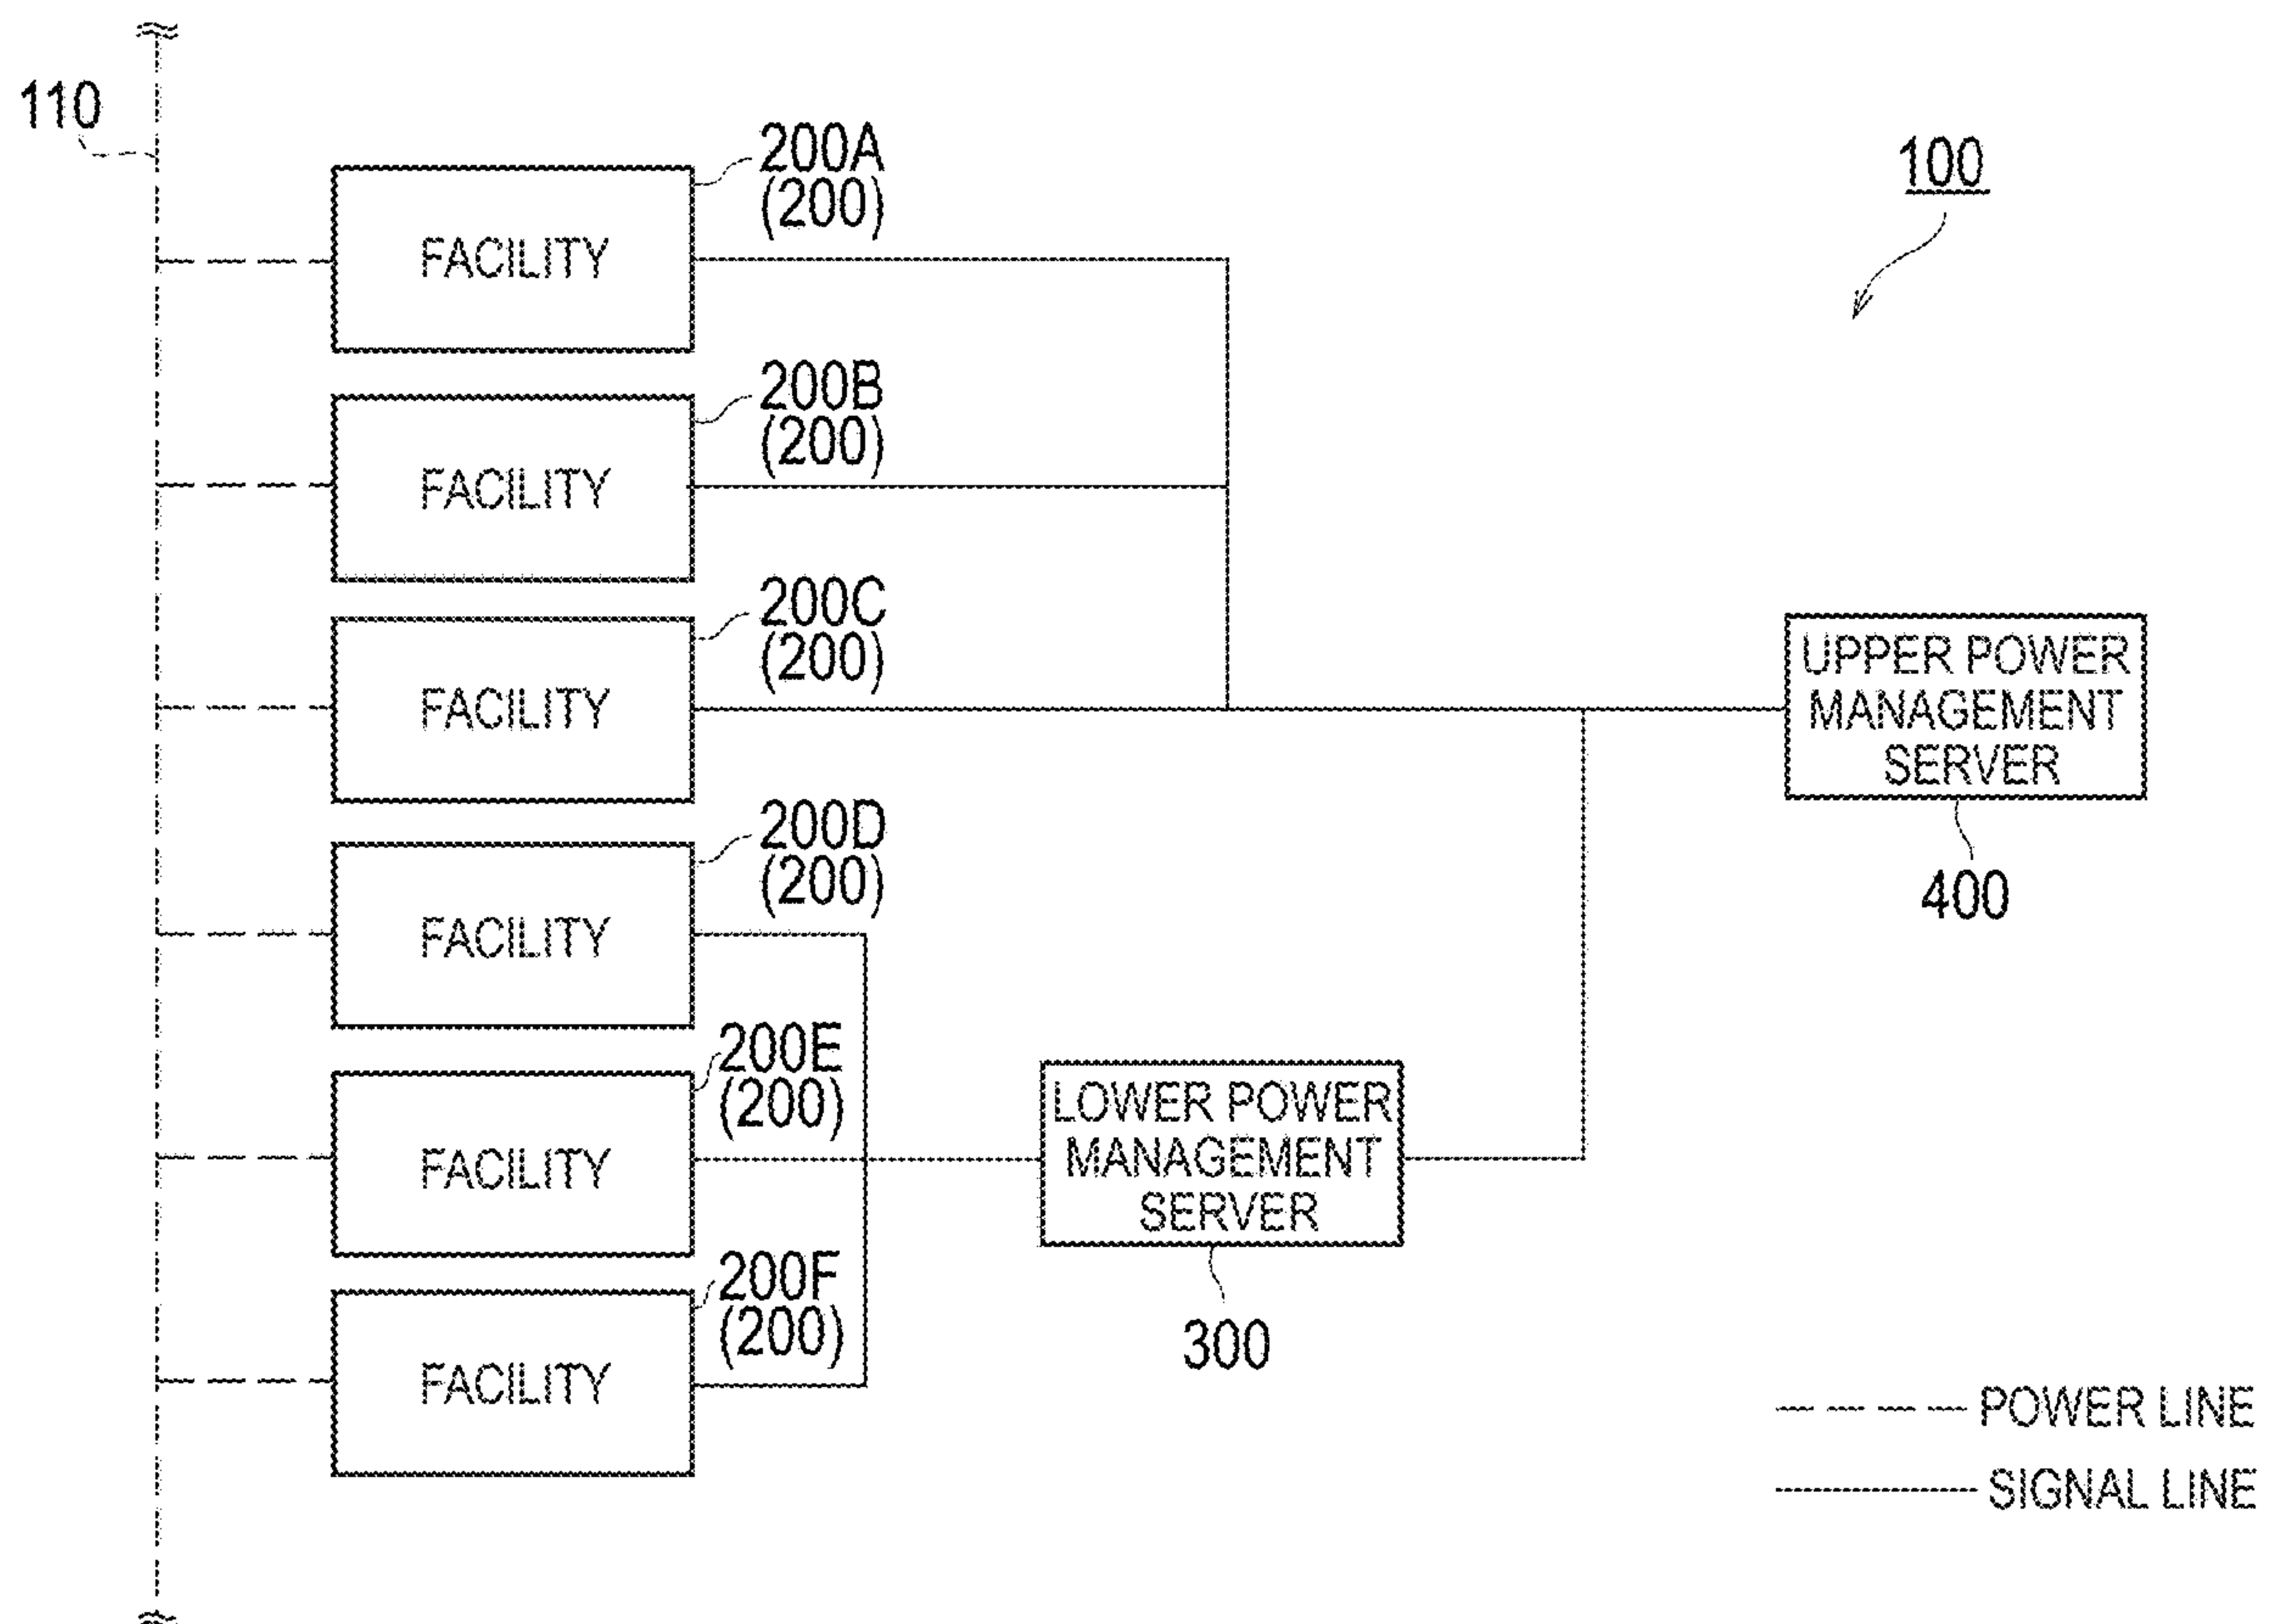 110
200A
(200)
100
FACILITY
200B
(200)
FACILITY
200C
(200)
FACILITY
UPPER POWER
MANAGEMENT
SERVER
400
200D
(200)
FACILITY
200E
(200)
FACILITY
LOWER POWER
MANAGEMENT
SERVER
300
200F
(200)
FACILITY
POWER LINE
SIGNAL LINE